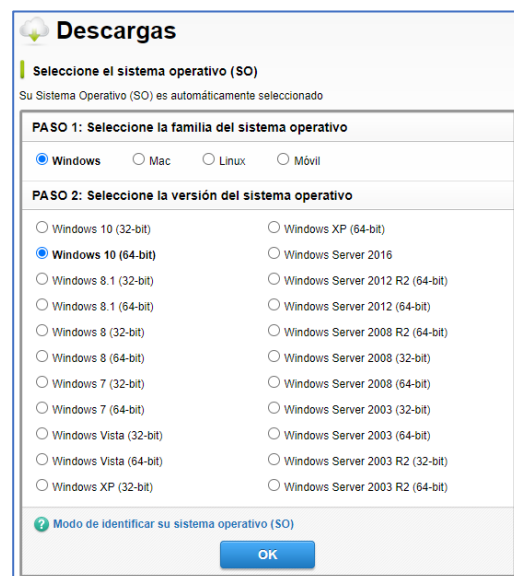 Descargas
Seleccione el sistema operativo (SO)
Su Sistema Operativo (SO) es automáticamente seleccionado
PASO 1: Seleccione la familia del sistema operativo
Windows Mac Linux Móvil
PASO 2: Seleccione la versión del sistema operativo
Windows 10 (32-bit) Windows XP (64-bit)
Windows 10 (64-bit) Windows Server 2016
Windows 8.1 (32-bit) Windows Server 2012 R2 (64-bit)
Windows 8.1 (64-bit) Windows Server 2012 (64-bit)
Windows 8 (32-bit) Windows Server 2008 R2 (64-bit)
Windows 8 (64-bit) Windows Server 2008 (32-bit)
Windows 7 (32-bit) Windows Server 2008 (64-bit)
Windows 7 (64-bit) Windows Server 2003 (32-bit)
Windows Vista (32-bit) Windows Server 2003 (64-bit)
Windows Vista (64-bit) Windows Server 2003 R2 (32-bit)
Windows XP (32-bit) Windows Server 2003 R2 (64-bit)
? Modo de identificar su sistema operativo (SO)
OK